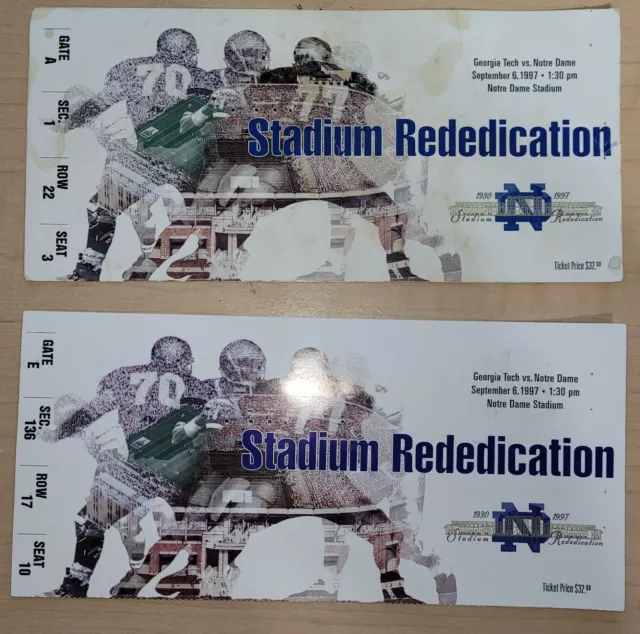 GATE
A
SEC.
1
ROW
22
SEAT
3
70
77
Georgia Tech vs. Notre Dame
September 6, 1997 • 1:30 pm
Notre Dame Stadium
Stadium Rededication
1930 ND 1997
Stadium Rededication
Ticket Price $32.00
GATE
E
SEC.
136
ROW
17
SEAT
10
70
Georgia Tech vs. Notre Dame
September 6, 1997 • 1:30 pm
Notre Dame Stadium
Stadium Rededication
1930 ND 1997
Stadium Rededication
Ticket Price $32.00